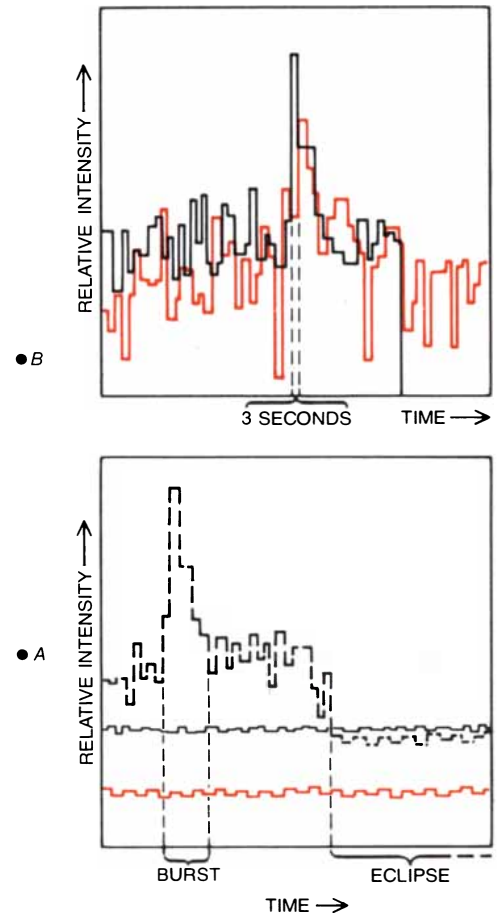 RELATIVE INTENSITY
● B
3 SECONDS TIME
RELATIVE INTENSITY
● A
BURST ECLIPSE
TIME